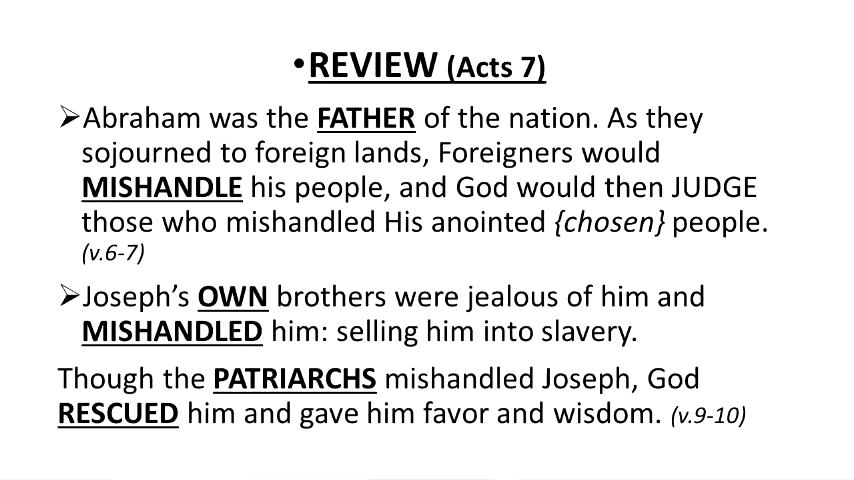 •REVIEW (Acts 7)
➢Abraham was the FATHER of the nation. As they
sojourned to foreign lands, Foreigners would
MISHANDLE his people, and God would then JUDGE
those who mishandled His anointed {chosen} people.
(v.6-7)
➢Joseph’s OWN brothers were jealous of him and
MISHANDLED him: selling him into slavery.
Though the PATRIARCHS mishandled Joseph, God
RESCUED him and gave him favor and wisdom. (v.9-10)